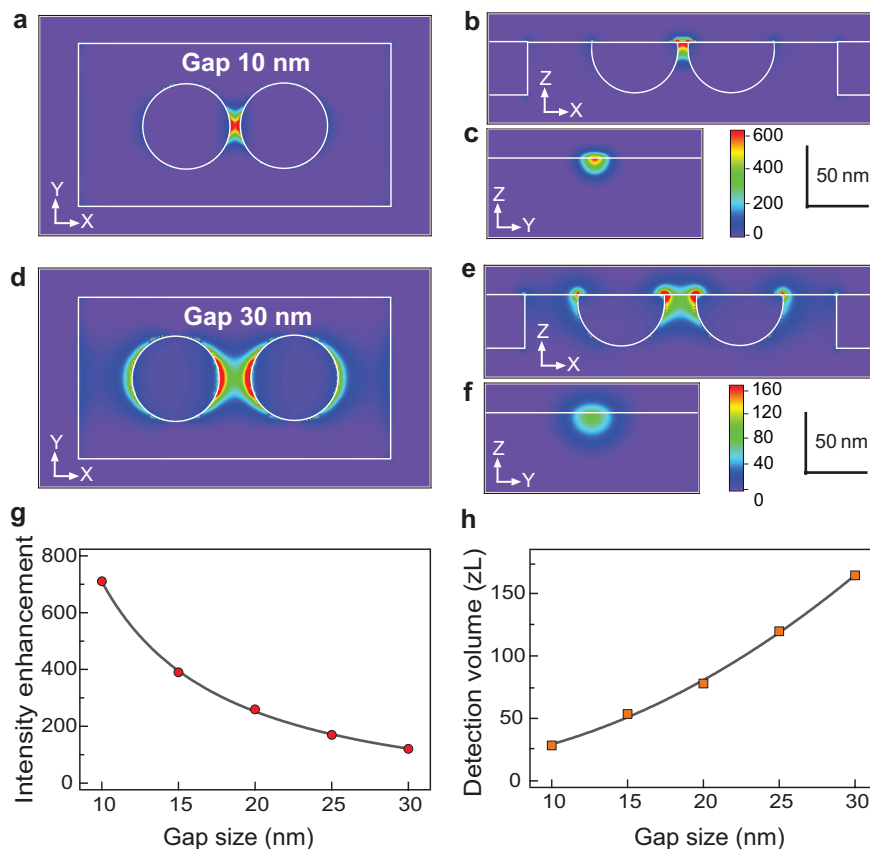 a
Gap 10 nm
Y
X
b
Z
X
c
Z
Y
600
400
200
0
50 nm
d
Gap 30 nm
Y
X
e
Z
X
f
Z
Y
160
120
80
40
0
50 nm
g
Intensity enhancement
800
600
400
200
0
10 15 20 25 30
Gap size (nm)
h
Detection volume (zL)
150
100
50
0
10 15 20 25 30
Gap size (nm)